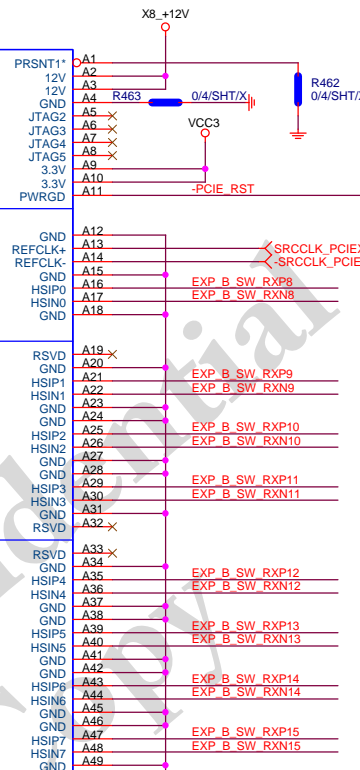 X8_+12V
PRSNT1* A1
12V A2
12V A3
GND A4 R463 0/4/SHT/X
R462
0/4/SHT/X
JTAG2 A5
JTAG3 A6
JTAG4 A7
JTAG5 A8
VCC3
3.3V A9
3.3V A10
PWRGD A11 -PCIE_RST
GND A12
REFCLK+ A13 SRCCLK_PCIE
REFCLK- A14 -SRCCLK_PCIE
GND A15
HSIP0 A16 EXP_B_SW_RXP8
HSIN0 A17 EXP_B_SW_RXN8
GND A18
RSVD A19
GND A20
HSIP1 A21 EXP_B_SW_RXP9
HSIN1 A22 EXP_B_SW_RXN9
GND A23
GND A24
HSIP2 A25 EXP_B_SW_RXP10
HSIN2 A26 EXP_B_SW_RXN10
GND A27
GND A28
HSIP3 A29 EXP_B_SW_RXP11
HSIN3 A30 EXP_B_SW_RXN11
GND A31
RSVD A32
RSVD A33
GND A34
HSIP4 A35 EXP_B_SW_RXP12
HSIN4 A36 EXP_B_SW_RXN12
GND A37
GND A38
HSIP5 A39 EXP_B_SW_RXP13
HSIN5 A40 EXP_B_SW_RXN13
GND A41
GND A42
HSIP6 A43 EXP_B_SW_RXP14
HSIN6 A44 EXP_B_SW_RXN14
GND A45
GND A46
HSIP7 A47 EXP_B_SW_RXP15
HSIN7 A48 EXP_B_SW_RXN15
GND A49
dential
Copy